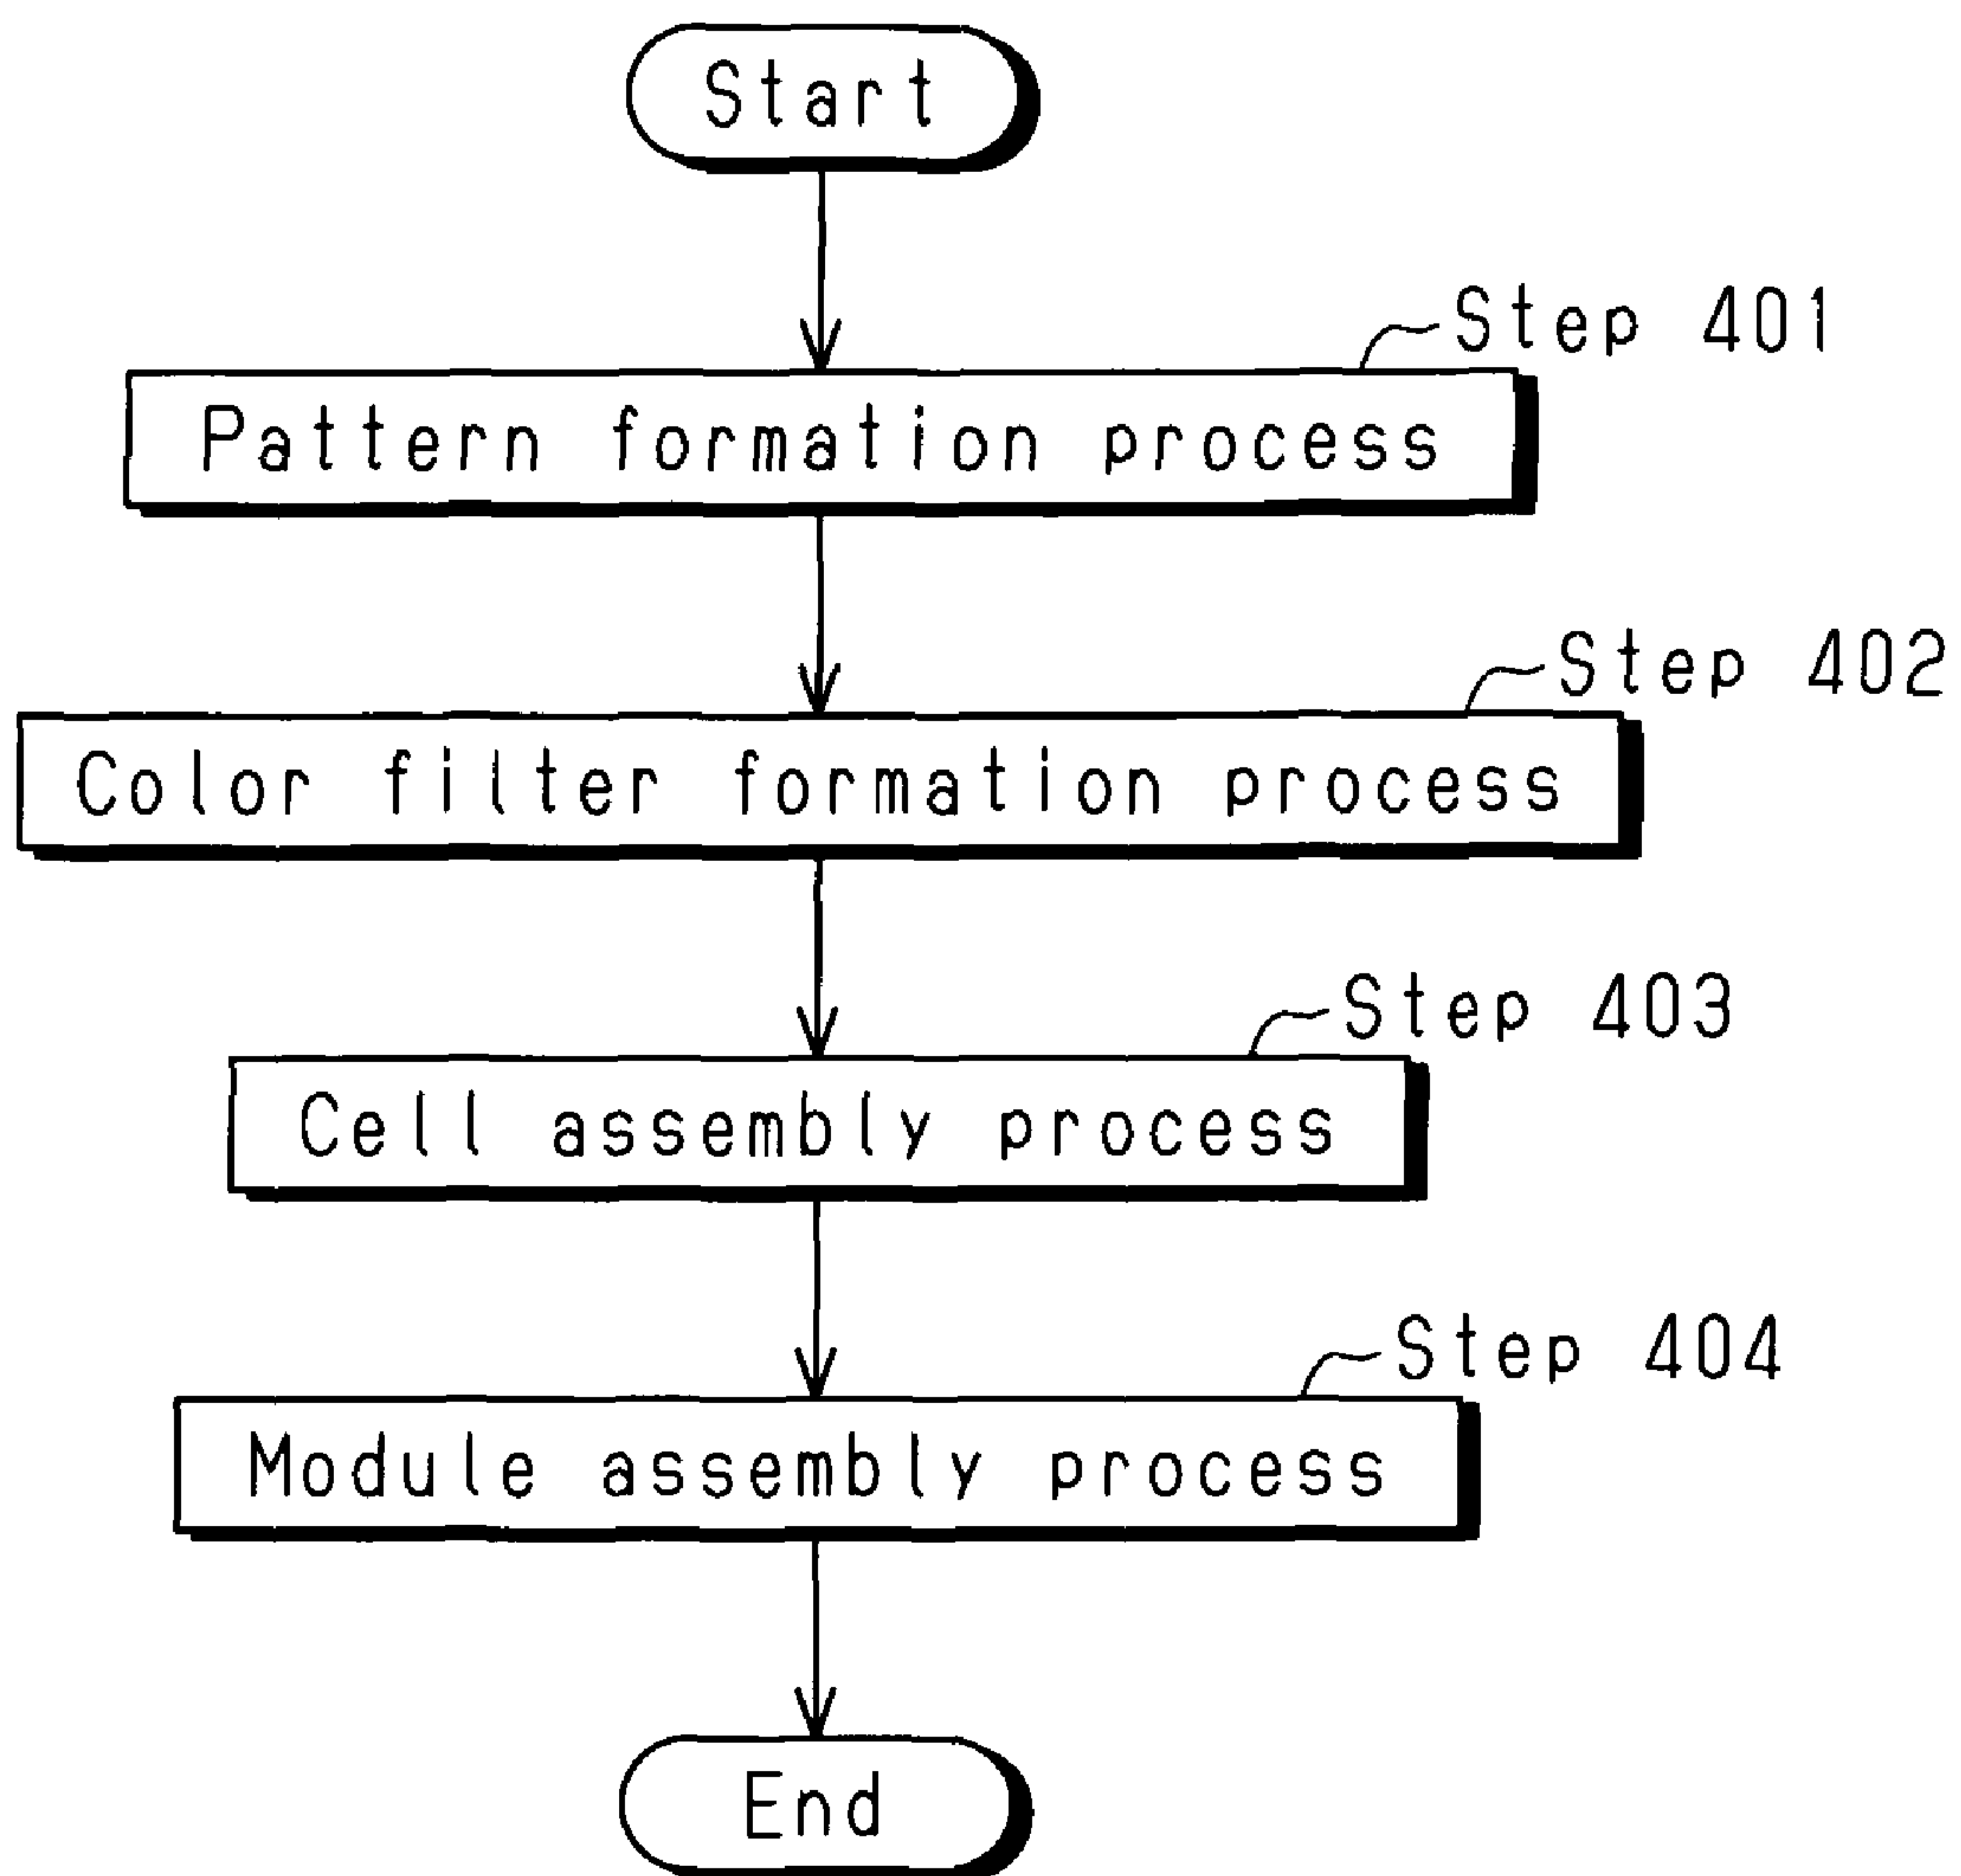 Start
Step 401
Pattern formation process
Step 402
Color filter formation process
Step 403
Cell assembly process
Step 404
Module assembly process
End